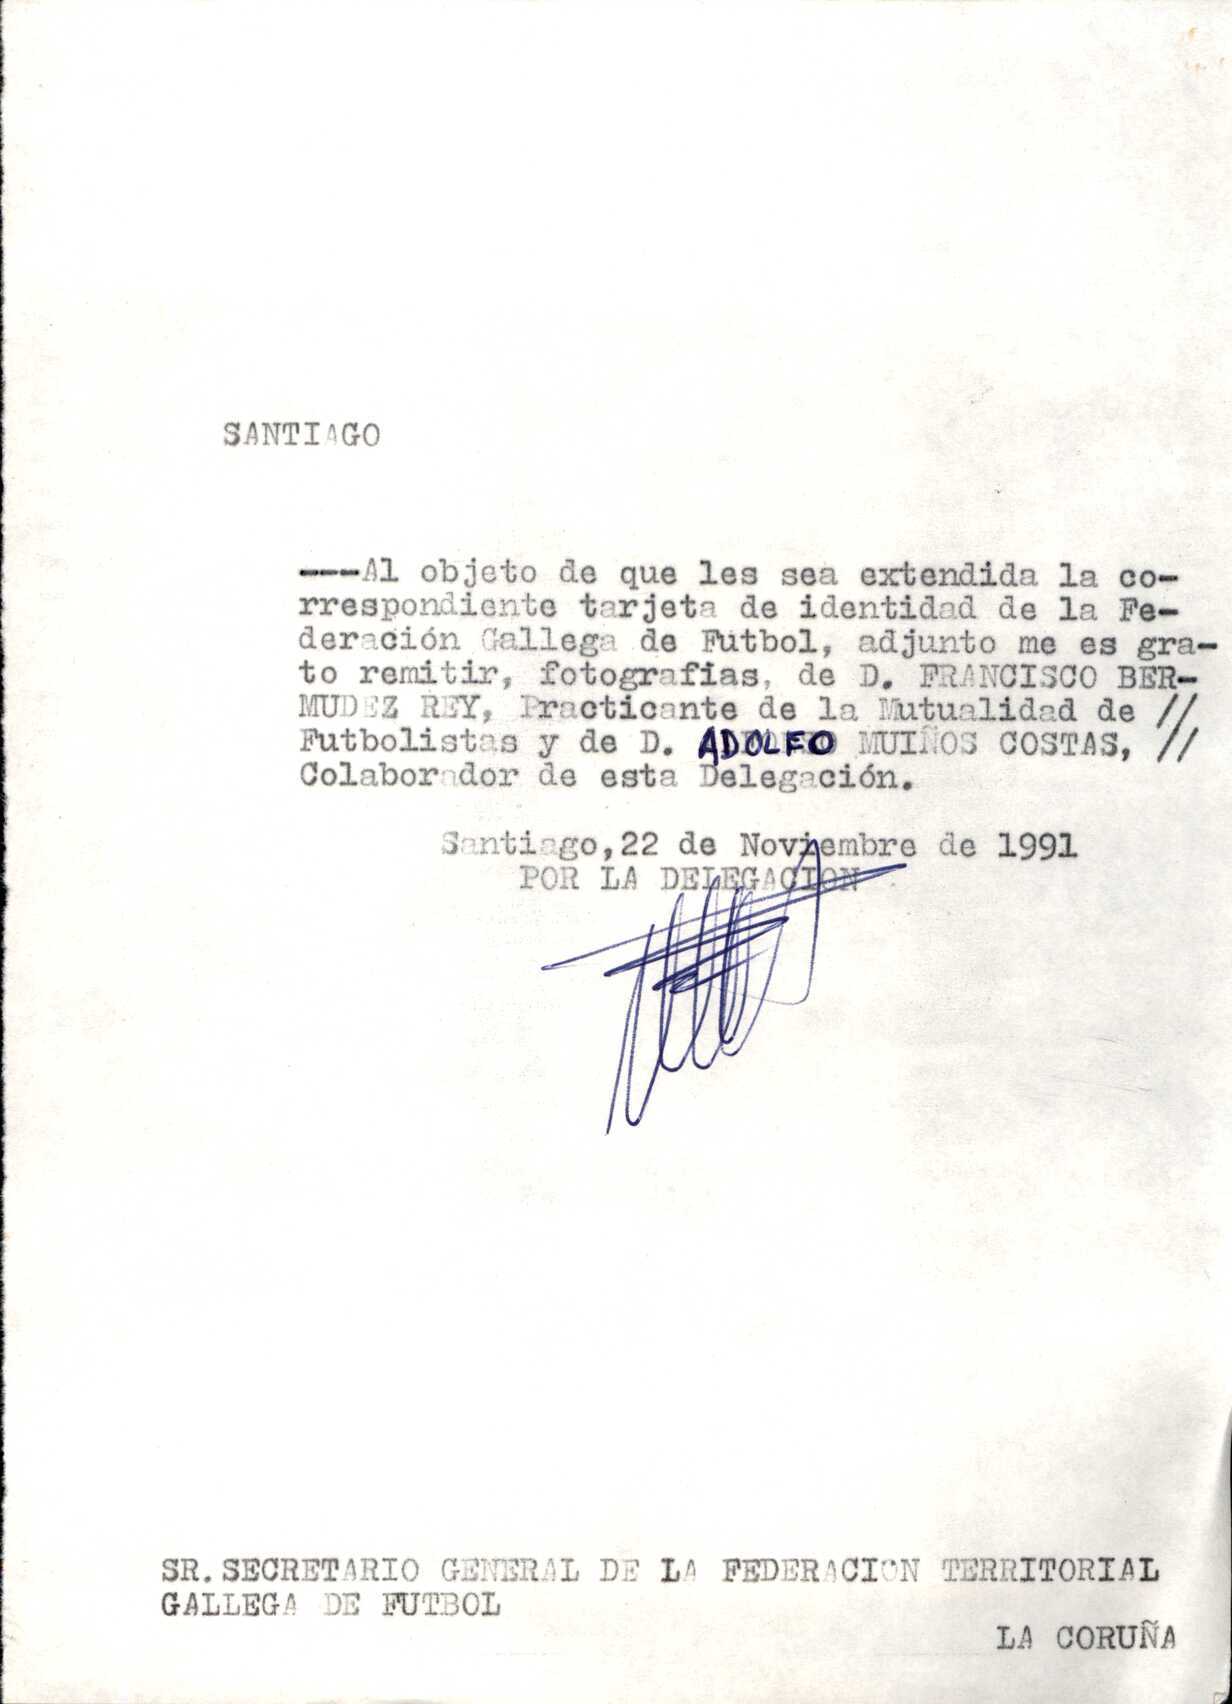 SANTIAGO
---Al objeto de que les sea extendida la co-
rrespondiente tarjeta de identidad de la Fe-
deración Gallega de Futbol, adjunto me es gra-
to remitir, fotografias, de D. FRANCISCO BER-
MUDEZ REY, Practicante de la Mutualidad de //
Futbolistas y de D. ADOLFO MUIÑOS COSTAS, //
Colaborador de esta Delegación.
Santiago,22 de Noviembre de 1991
POR LA DELEGACION
SR.SECRETARIO GENERAL DE LA FEDERACION TERRITORIAL
GALLEGA DE FUTBOL
LA CORUÑA